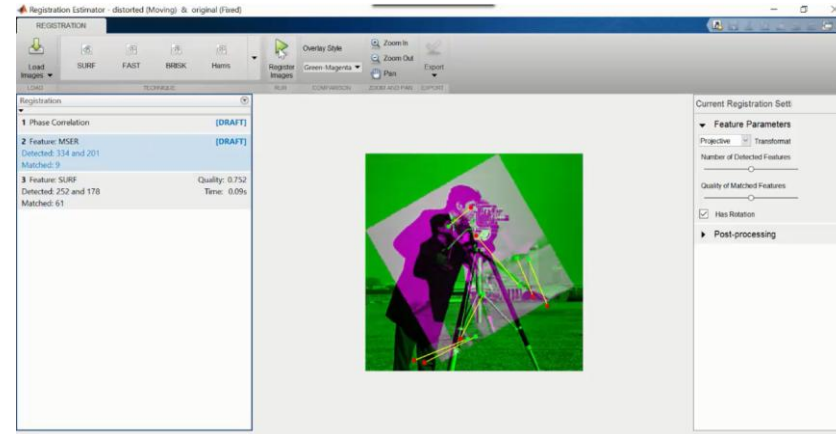 Registration Estimator - distorted (Moving) & original (Fixed)
REGISTRATION
Load Images
SURF
FAST
BRISK
Harris
Register Images
Overlay Style
Green-Magenta
Zoom In
Zoom Out
Pan
Export
LOAD
TECHNIQUE
RUN
COMPARISON
ZOOM AND PAN
EXPORT
Registration
1 Phase Correlation [DRAFT]
2 Feature: MSER [DRAFT]
Detected: 334 and 201
Matched: 9
3 Feature: SURF Quality: 0.752
Detected: 252 and 178 Time: 0.09s
Matched: 61
Current Registration Setti
Feature Parameters
Projective Transformat
Number of Detected Features
Quality of Matched Features
Has Rotation
Post-processing